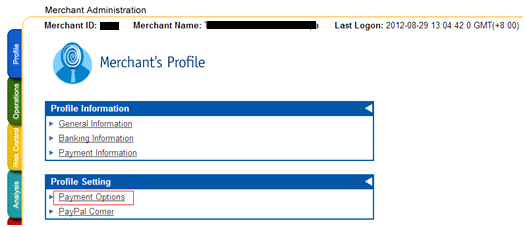 Merchant Administration
Merchant ID: Merchant Name: Last Logon: 2012-08-29 13:04:42.0 GMT(+8:00)
Profile
Merchant's Profile
Operations
Profile Information
General Information
Banking Information
Risk Control
Payment Information
Analysis
Profile Setting
Payment Options
PayPal Corner